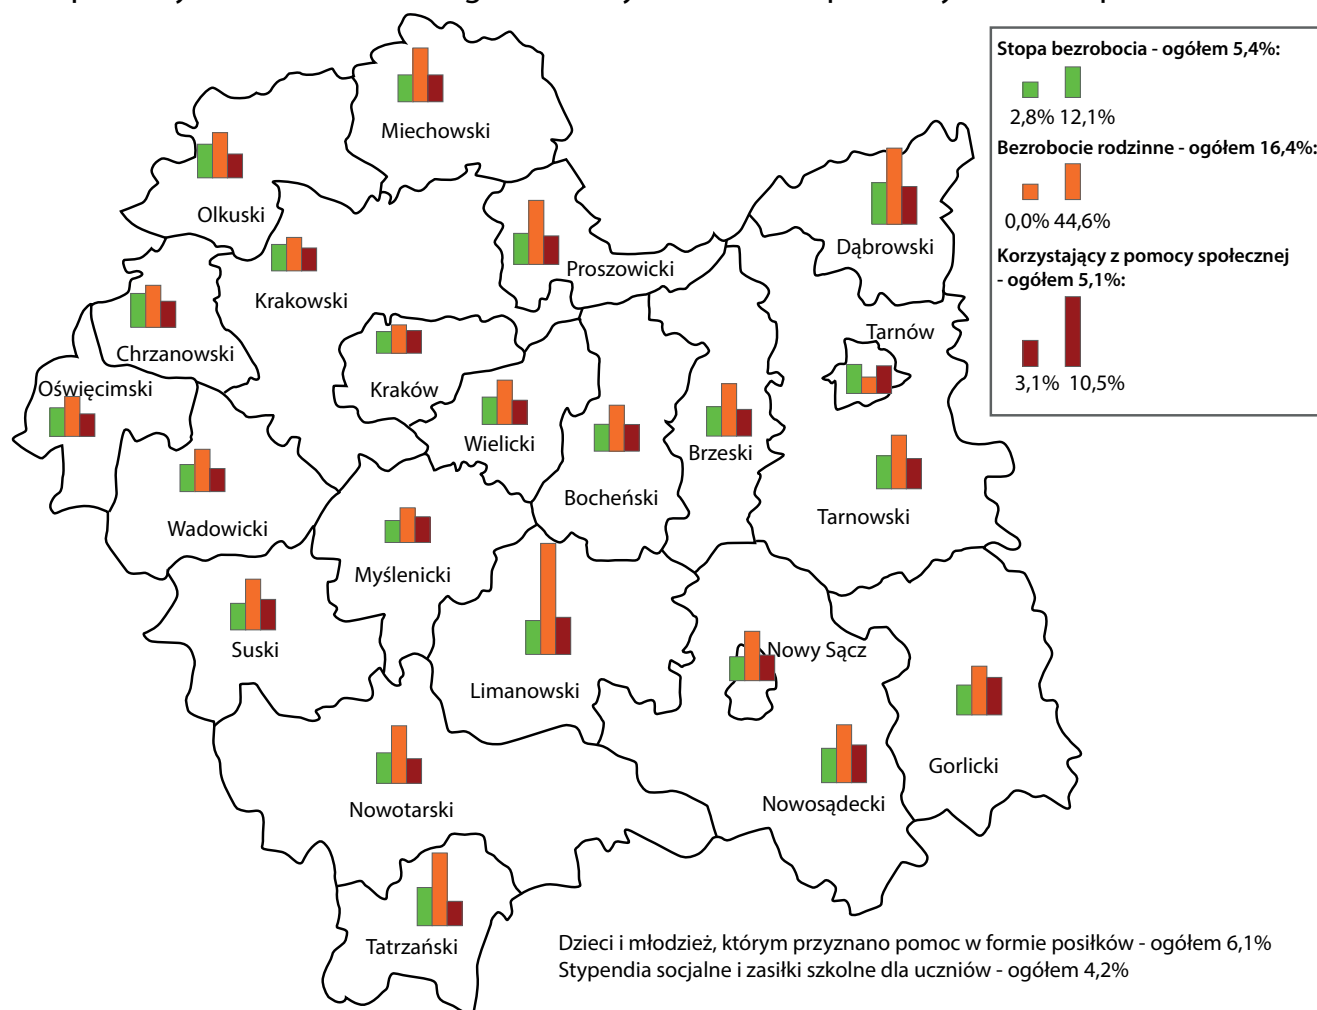 Stopa bezrobocia - ogółem 5,4%:
2,8% 12,1%
Bezrobocie rodzinne - ogółem 16,4%:
0,0% 44,6%
Korzystający z pomocy społecznej
- ogółem 5,1%:
3,1% 10,5%
Miechowski
Olkuski
Dąbrowski
Proszowicki
Krakowski
Tarnów
Chrzanowski
Kraków
Oświęcimski
Wielicki
Brzeski
Bocheński
Tarnowski
Wadowicki
Myślenicki
Suski
Nowy Sącz
Limanowski
Gorlicki
Nowosądecki
Nowotarski
Tatrzański
Dzieci i młodzież, którym przyznano pomoc w formie posiłków - ogółem 6,1%
Stypendia socjalne i zasiłki szkolne dla uczniów - ogółem 4,2%